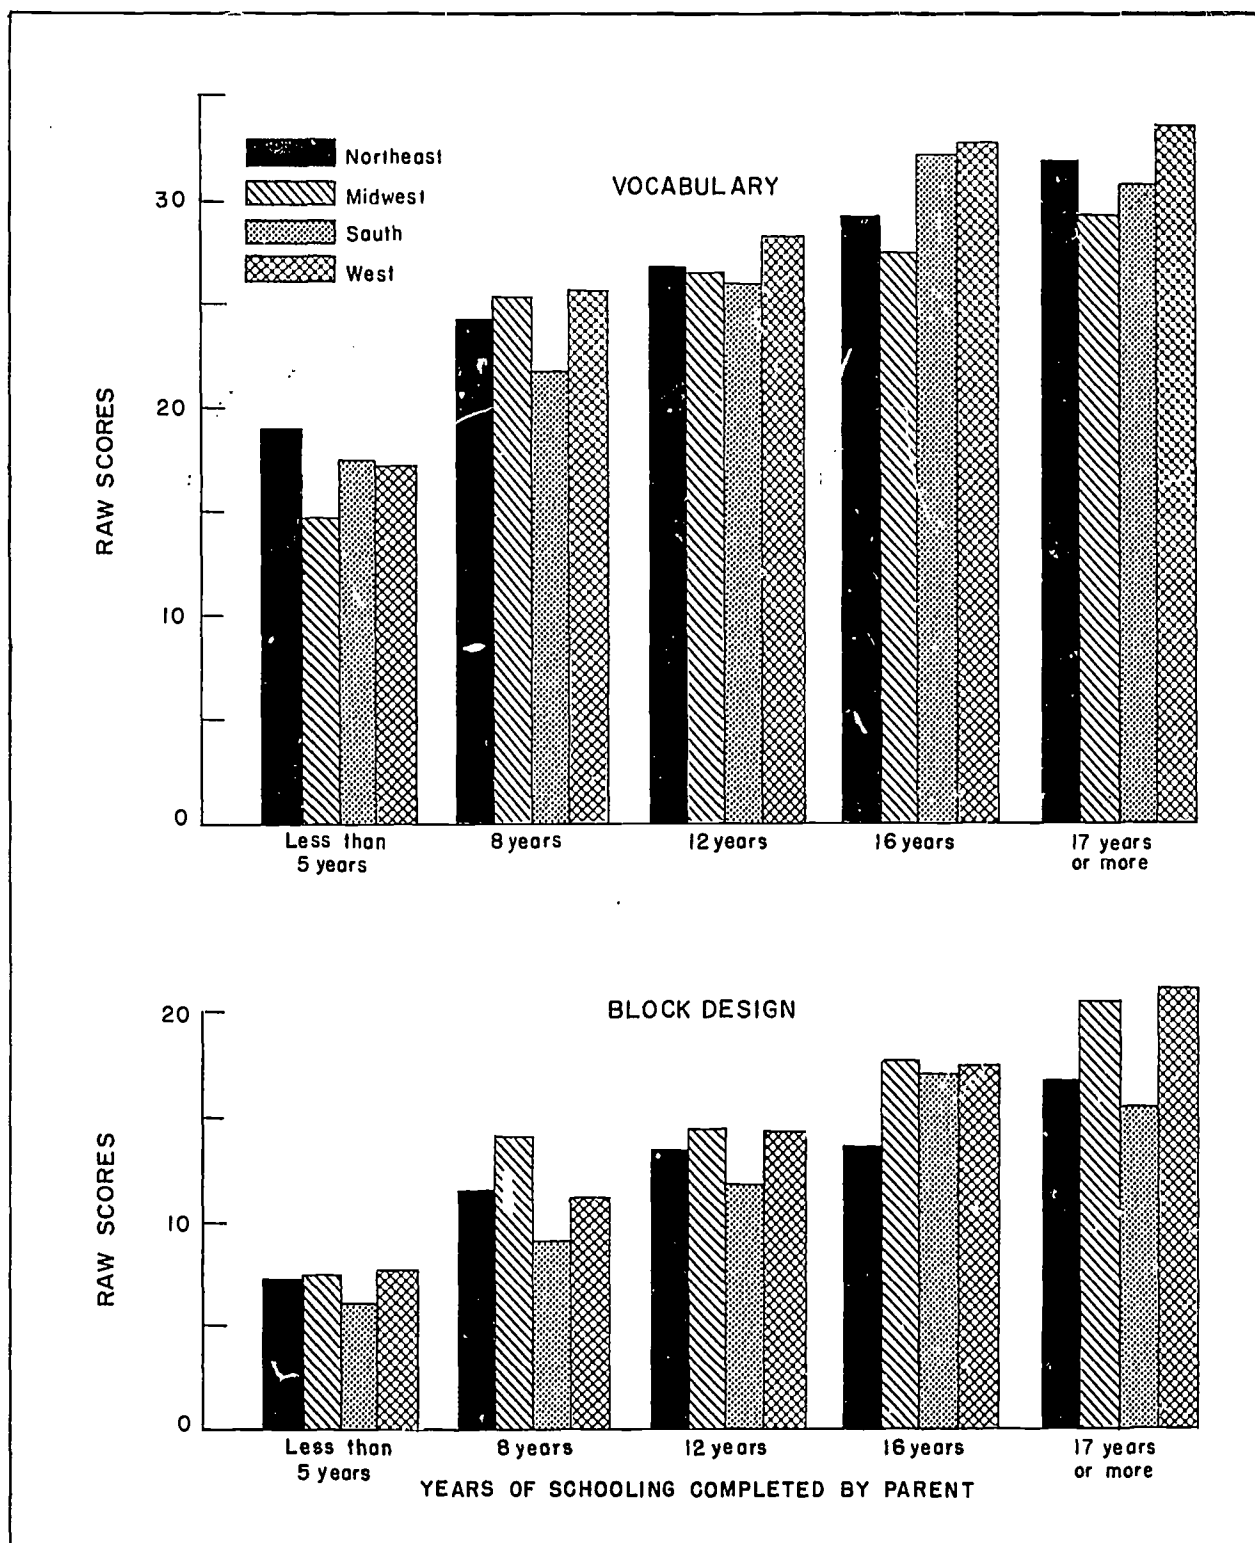 Northeast
VOCABULARY
30
Midwest
South
West
RAW SCORES
20
10
0
Less than
5 years
8 years
12 years
16 years
17 years
or more
20
BLOCK DESIGN
RAW SCORES
10
0
Less than
5 years
8 years
12 years
16 years
17 years
or more
YEARS OF SCHOOLING COMPLETED BY PARENT